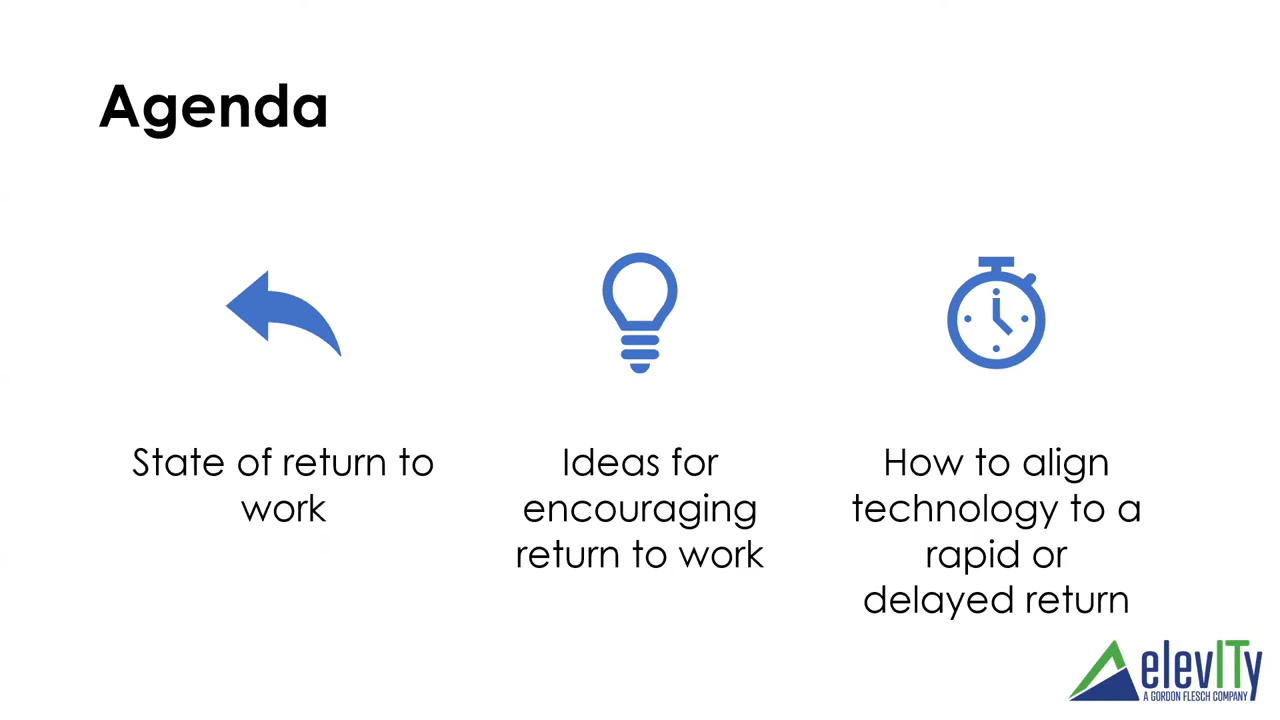 Agenda
State of return to
work
Ideas for
encouraging
return to work
How to align
technology to a
rapid or
delayed return
elevITy
A GORDON FLESCH COMPANY